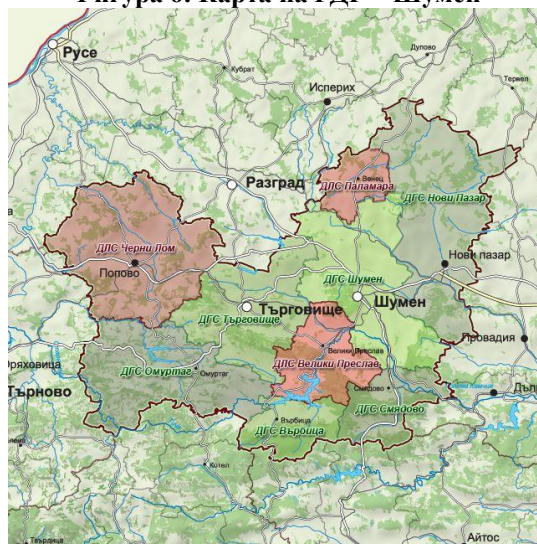 Фигура 6. Карта на РДГ – Шумен
Русе
Дулово
Кубрат
Тервел
Исперих
Разград
Венец
ДЛС Паламара
ДГС Нови Пазар
ДЛС Черни Лом
Попово
ДГС Шумен
Нови пазар
Търговище
Шумен
ДГС Търговище
Провадия
Велики Преслав
ДЛС Велики Преслав
Оряховица
ДГС Омуртаг
Омуртаг
Търново
Смядово
ДГС Смядово
Върбица
ДГС Върбица
Котел
Твърдица
Айтос